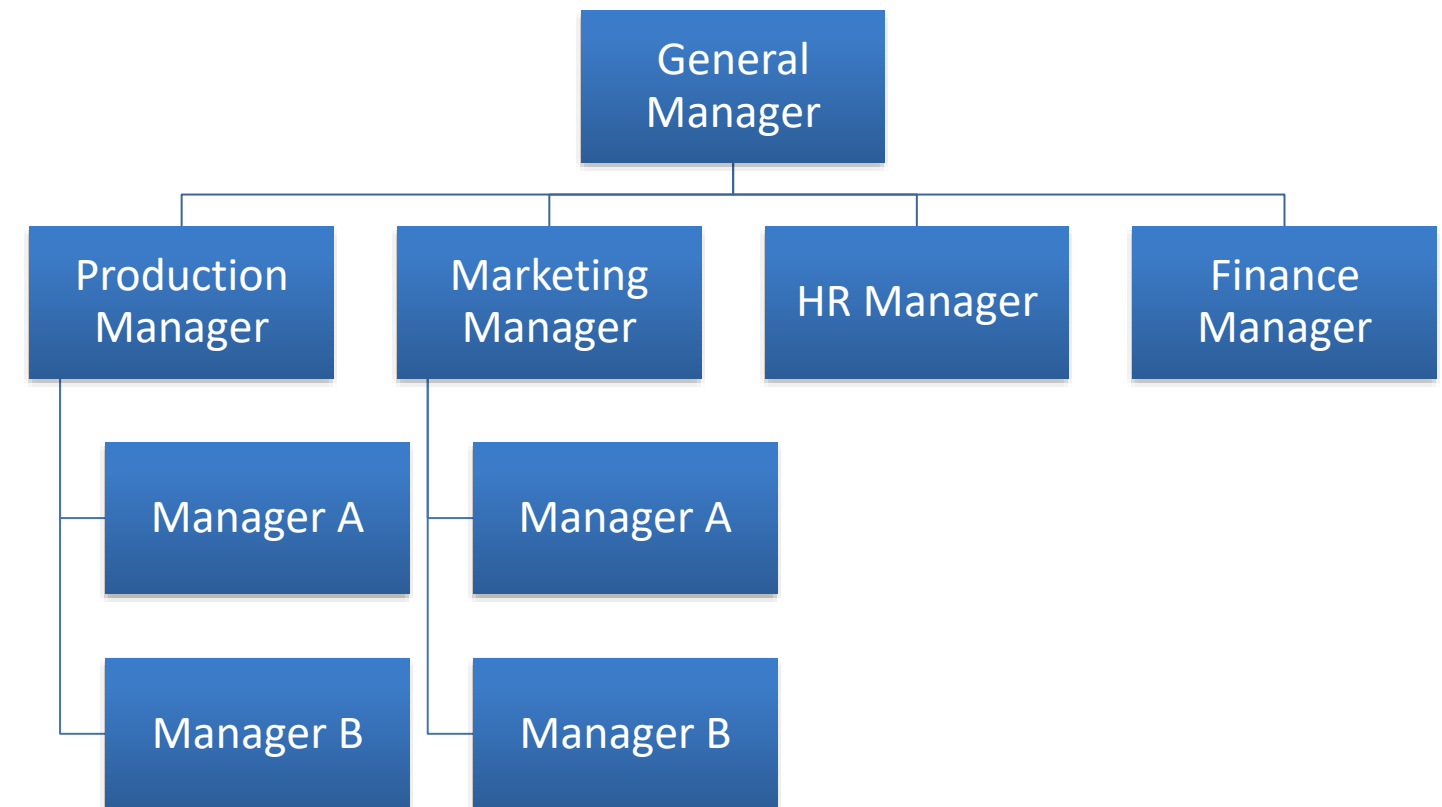 General
Manager
Production
Manager
Marketing
Manager
HR Manager
Finance
Manager
Manager A
Manager A
Manager B
Manager B